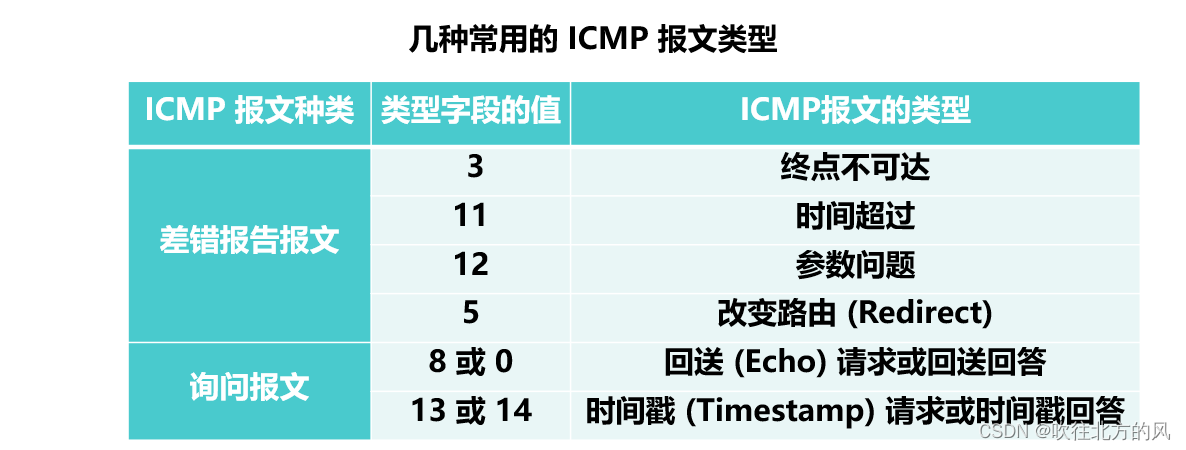 几种常用的 ICMP 报文类型
ICMP 报文种类 类型字段的值 ICMP报文的类型
差错报告报文
3 终点不可达
11 时间超过
12 参数问题
5 改变路由 (Redirect)
询问报文
8 或 0 回送 (Echo) 请求或回送回答
13 或 14 时间戳 (Timestamp) 请求或时间戳回答
CSDN @吹往北方的风